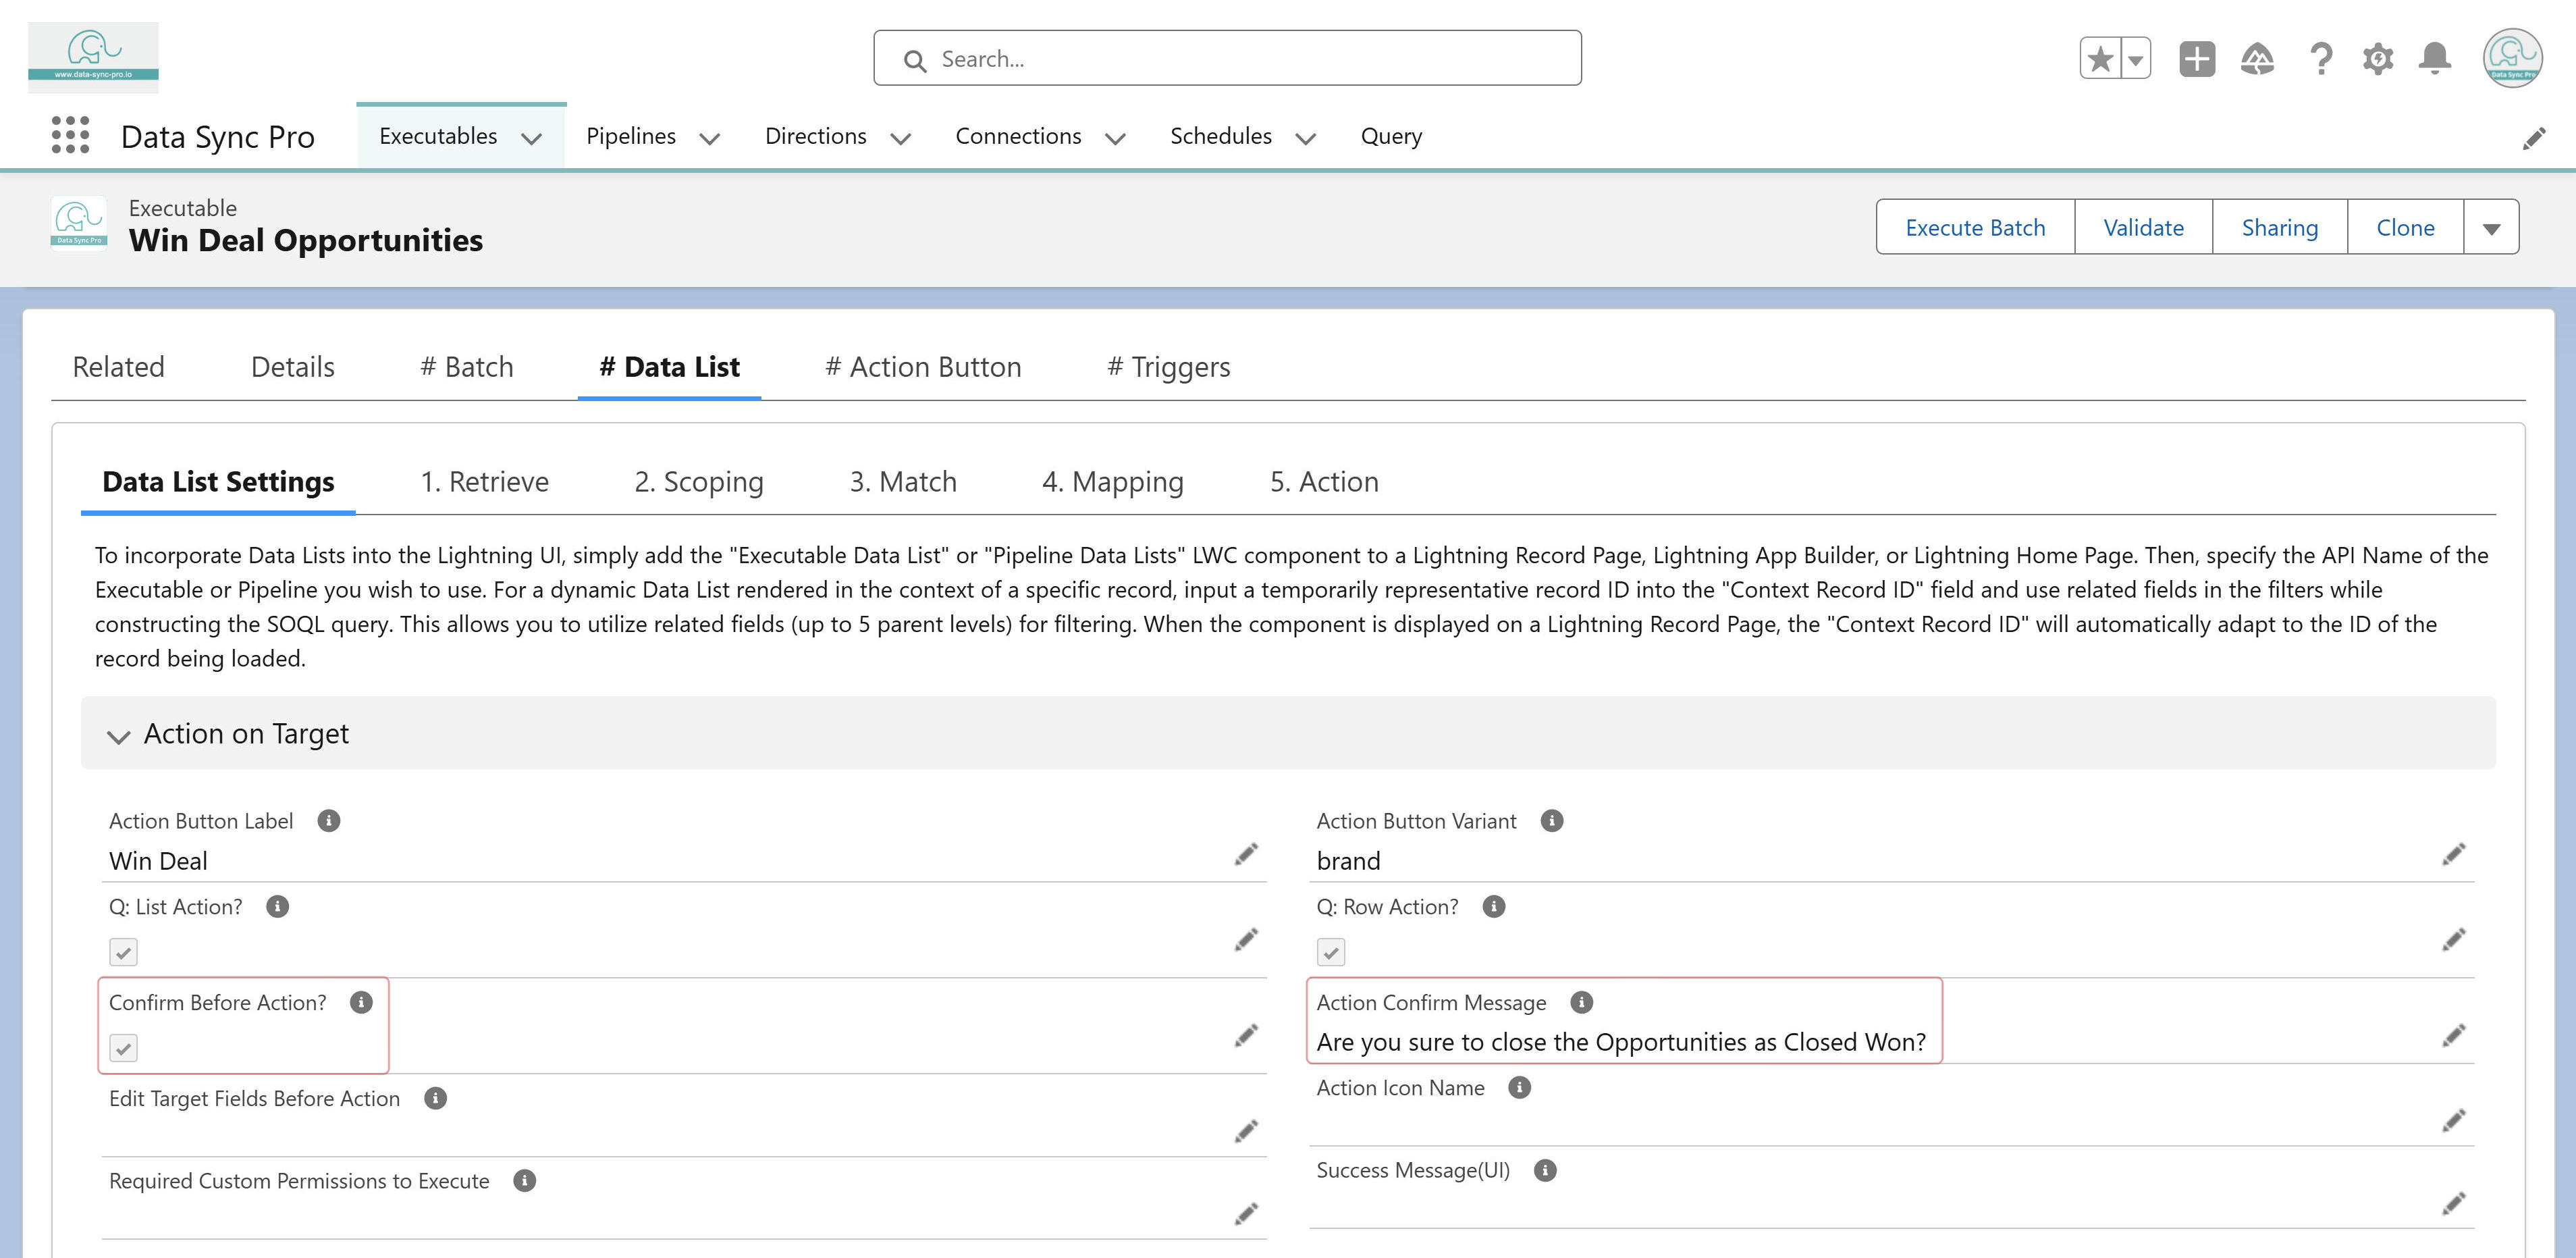 www.data-sync-pro.io
Search...
Data Sync Pro
Data Sync Pro
Executables
Pipelines
Directions
Connections
Schedules
Query
Data Sync Pro
Executable
Win Deal Opportunities
Execute Batch
Validate
Sharing
Clone
Related
Details
# Batch
# Data List
# Action Button
# Triggers
Data List Settings
1. Retrieve
2. Scoping
3. Match
4. Mapping
5. Action
To incorporate Data Lists into the Lightning UI, simply add the "Executable Data List" or "Pipeline Data Lists" LWC component to a Lightning Record Page, Lightning App Builder, or Lightning Home Page. Then, specify the API Name of the
Executable or Pipeline you wish to use. For a dynamic Data List rendered in the context of a specific record, input a temporarily representative record ID into the "Context Record ID" field and use related fields in the filters while
constructing the SOQL query. This allows you to utilize related fields (up to 5 parent levels) for filtering. When the component is displayed on a Lightning Record Page, the "Context Record ID" will automatically adapt to the ID of the
record being loaded.
Action on Target
Action Button Label
Win Deal
Action Button Variant
brand
Q: List Action?
Q: Row Action?
Confirm Before Action?
Action Confirm Message
Are you sure to close the Opportunities as Closed Won?
Edit Target Fields Before Action
Action Icon Name
Required Custom Permissions to Execute
Success Message(UI)